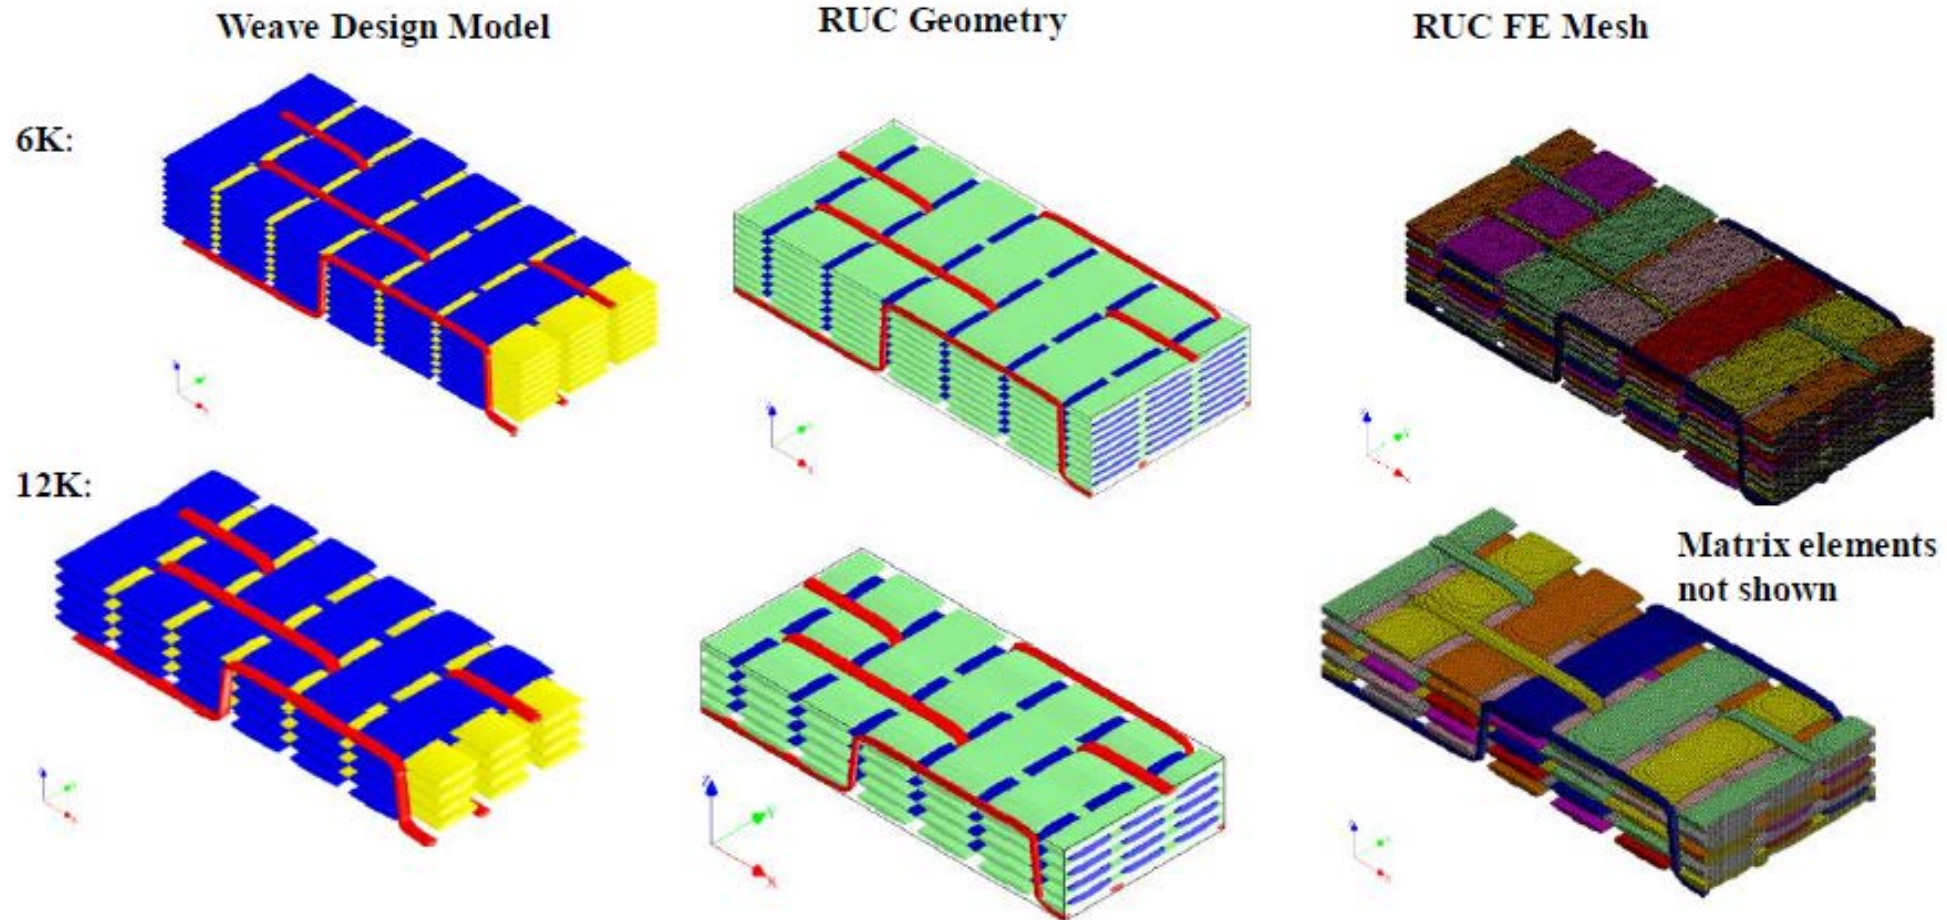 Weave Design Model
RUC Geometry
RUC FE Mesh
6K:
12K:
Matrix elements
not shown